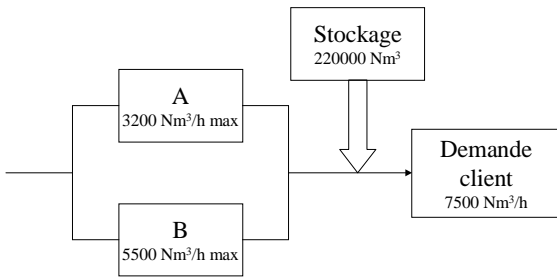 Stockage
220000 Nm³
A
3200 Nm³/h max
Demande
client
7500 Nm³/h
B
5500 Nm³/h max